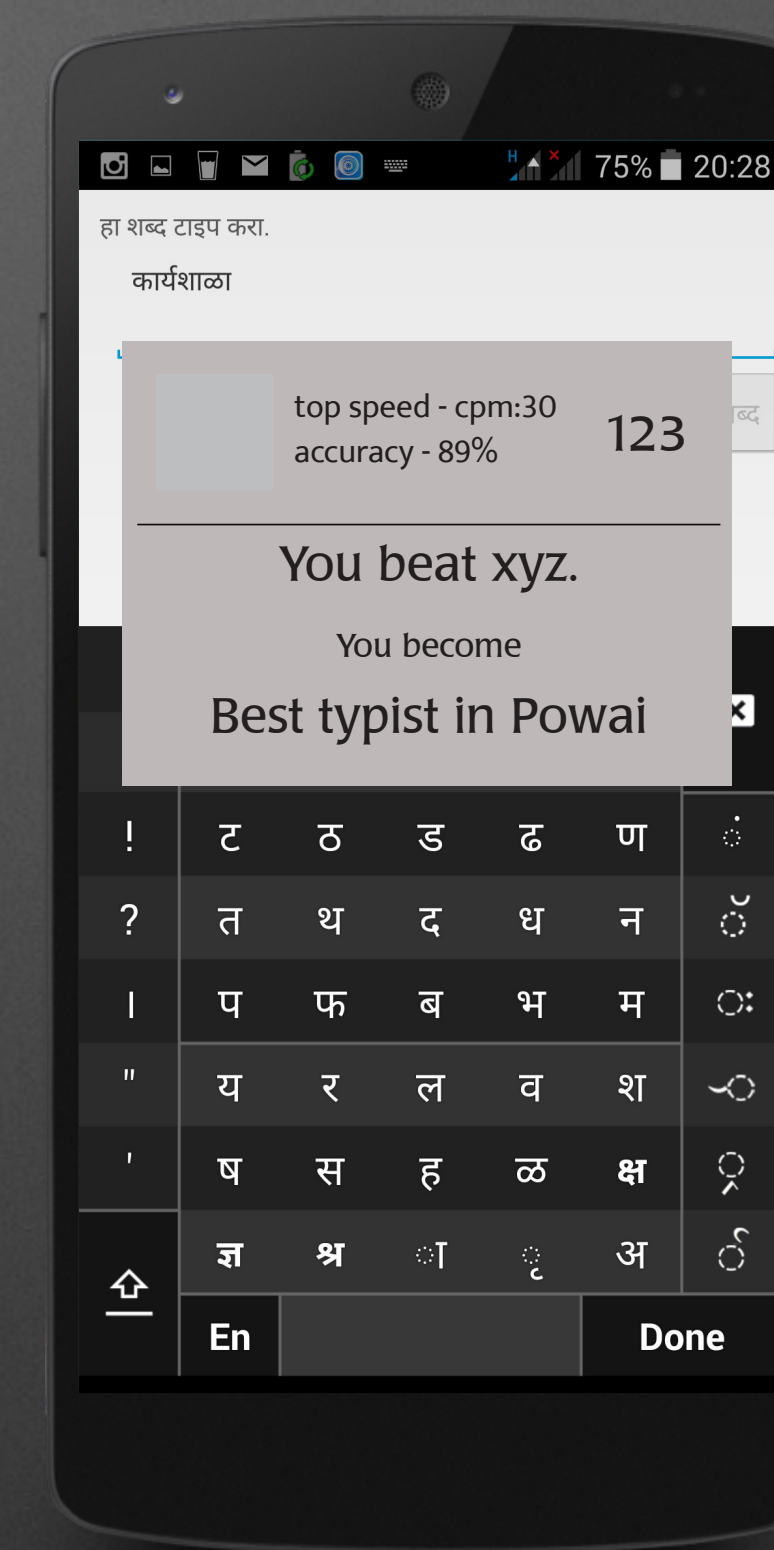 H 75% 20:28
हा शब्द टाइप करा.
कार्यशाळा
top speed - cpm:30
accuracy - 89%
123
You beat xyz.
You become
Best typist in Powai
! ट ठ ड ढ ण ं
? त थ द ध न ॅ
। प फ ब भ म ः
" य र ल व श
' ष स ह ळ क्ष
ज्ञ श्र ा ृ अ
En Done